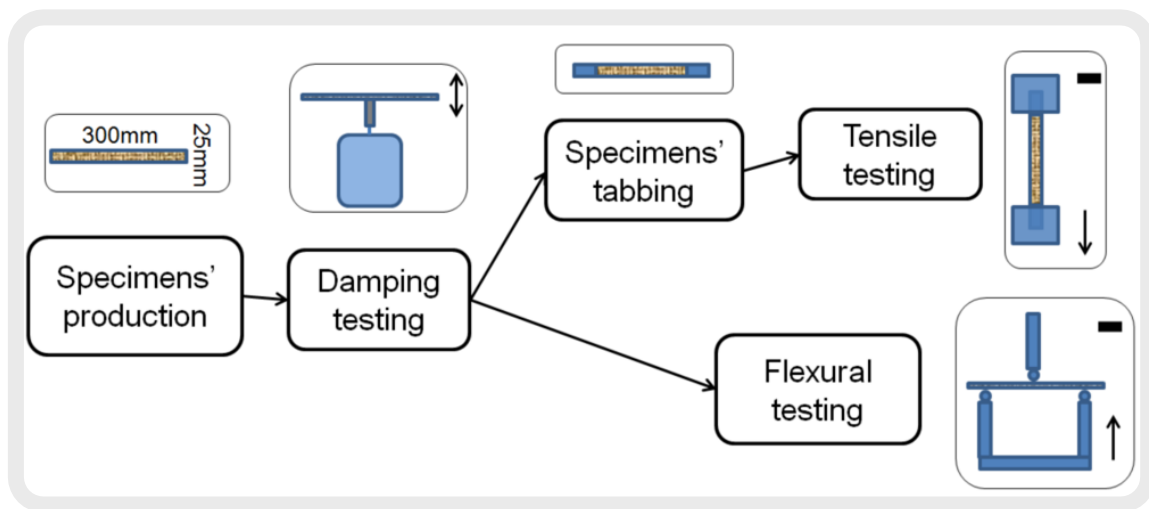 300mm
25mm
Specimens’
production
Damping
testing
Specimens’
tabbing
Tensile
testing
Flexural
testing